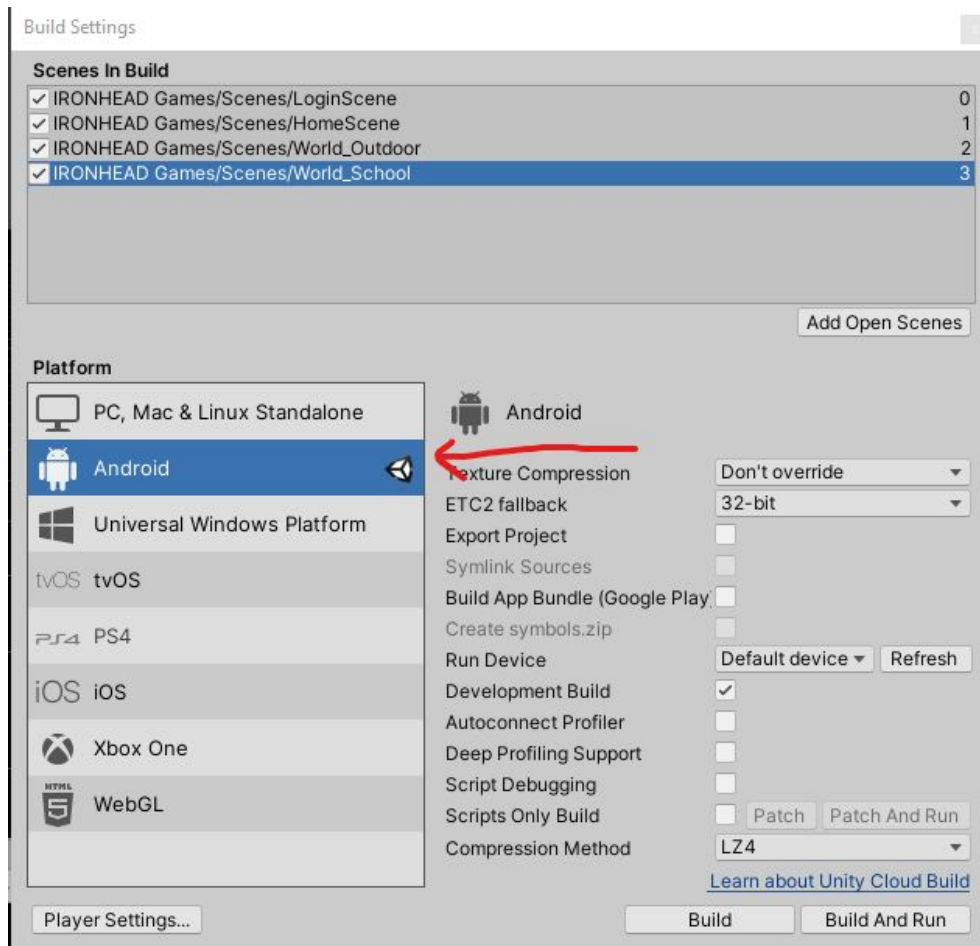 Build Settings
Scenes In Build
IRONHEAD Games/Scenes/LoginScene 0
IRONHEAD Games/Scenes/HomeScene 1
IRONHEAD Games/Scenes/World_Outdoor 2
IRONHEAD Games/Scenes/World_School 3
Add Open Scenes
Platform
PC, Mac & Linux Standalone
Android
Universal Windows Platform
tvOS tvOS
PS4 PS4
iOS iOS
Xbox One
HTML 5 WebGL
Android
Texture Compression Don't override
ETC2 fallback 32-bit
Export Project
Symlink Sources
Build App Bundle (Google Play)
Create symbols.zip
Run Device Default device Refresh
Development Build
Autoconnect Profiler
Deep Profiling Support
Script Debugging
Scripts Only Build Patch Patch And Run
Compression Method LZ4
Learn about Unity Cloud Build
Player Settings... Build Build And Run